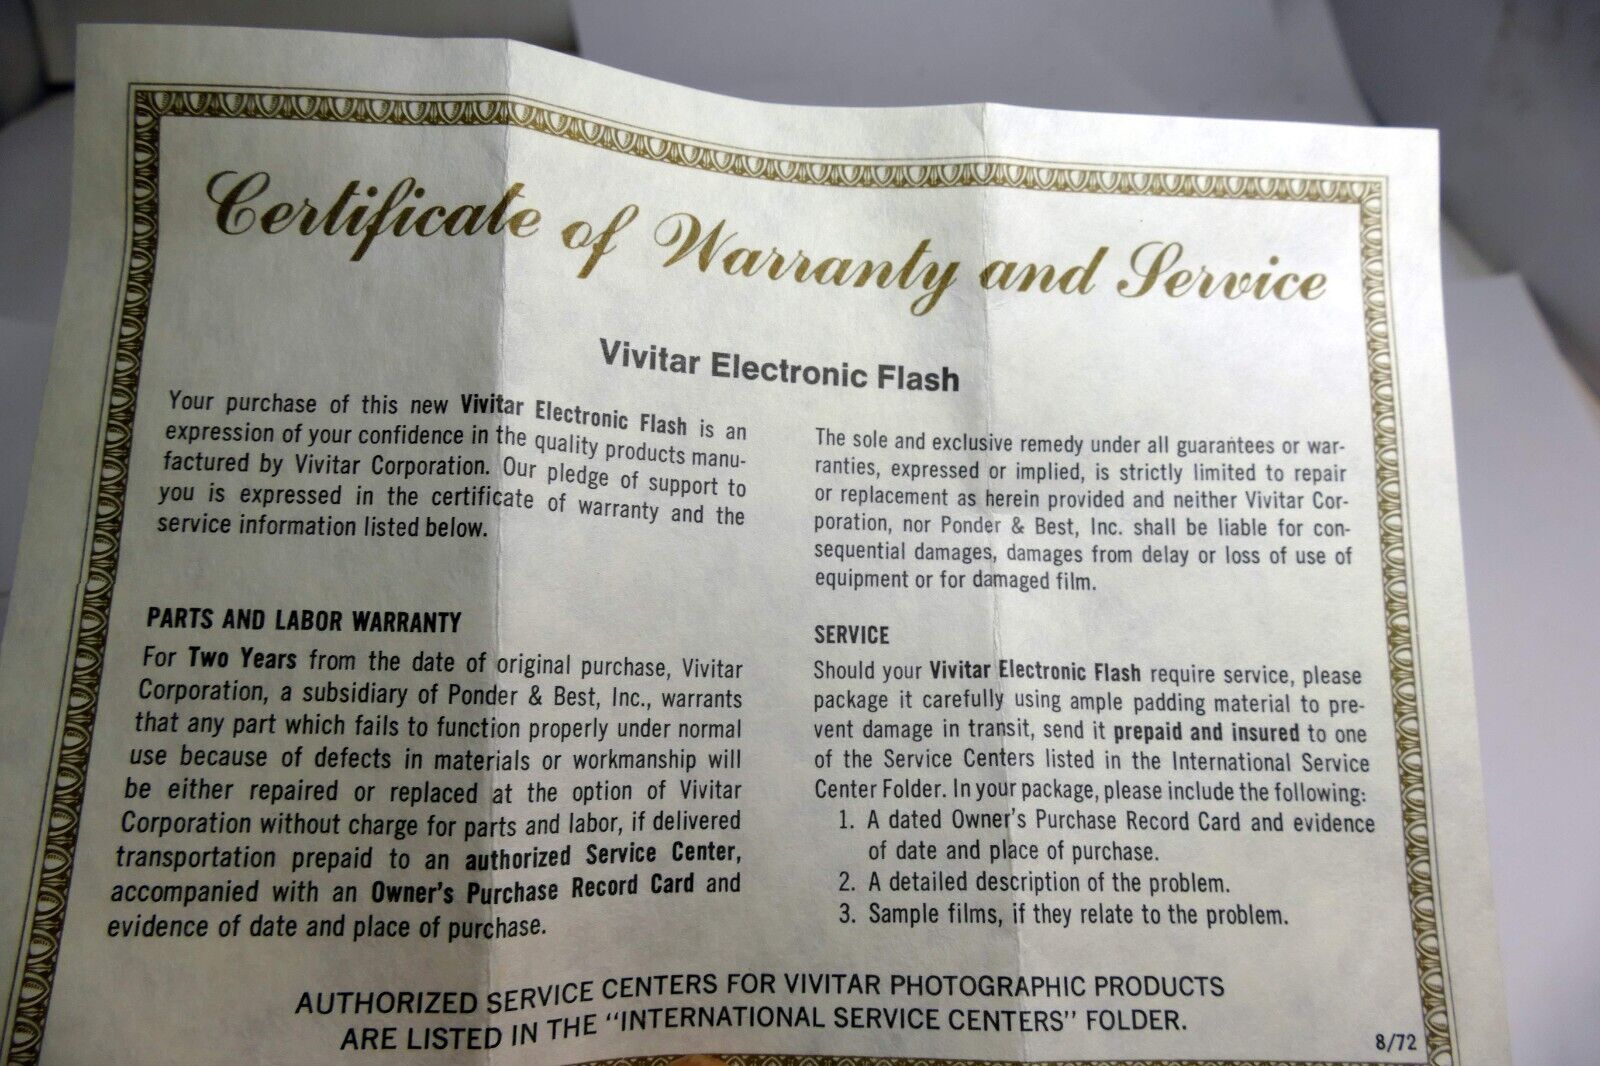 Certificate of Warranty and Service
Vivitar Electronic Flash
Your purchase of this new Vivitar Electronic Flash is an
expression of your confidence in the quality products manu-
factured by Vivitar Corporation. Our pledge of support to
you is expressed in the certificate of warranty and the
service information listed below.
PARTS AND LABOR WARRANTY
For Two Years from the date of original purchase, Vivitar
Corporation, a subsidiary of Ponder & Best, Inc., warrants
that any part which fails to function properly under normal
use because of defects in materials or workmanship will
be either repaired or replaced at the option of Vivitar
Corporation without charge for parts and labor, if delivered
transportation prepaid to an authorized Service Center,
accompanied with an Owner's Purchase Record Card and
evidence of date and place of purchase.
The sole and exclusive remedy under all guarantees or war-
ranties, expressed or implied, is strictly limited to repair
or replacement as herein provided and neither Vivitar Cor-
poration, nor Ponder & Best, Inc. shall be liable for con-
sequential damages, damages from delay or loss of use of
equipment or for damaged film.
SERVICE
Should your Vivitar Electronic Flash require service, please
package it carefully using ample padding material to pre-
vent damage in transit, send it prepaid and insured to one
of the Service Centers listed in the International Service
Center Folder. In your package, please include the following:
1. A dated Owner's Purchase Record Card and evidence
of date and place of purchase.
2. A detailed description of the problem.
3. Sample films, if they relate to the problem.
AUTHORIZED SERVICE CENTERS FOR VIVITAR PHOTOGRAPHIC PRODUCTS
ARE LISTED IN THE "INTERNATIONAL SERVICE CENTERS" FOLDER.
8/72